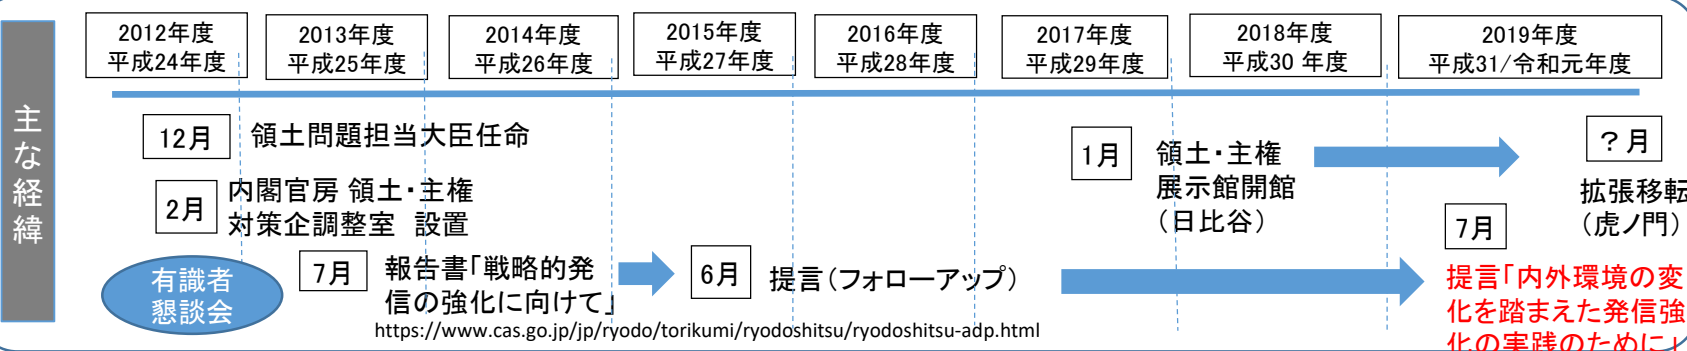 主な経緯
2012年度
平成24年度
2013年度
平成25年度
2014年度
平成26年度
2015年度
平成27年度
2016年度
平成28年度
2017年度
平成29年度
2018年度
平成30 年度
2019年度
平成31/令和元年度
12月
領土問題担当大臣任命
2月
内閣官房 領土・主権
対策企調整室 設置
有識者
懇談会
7月
報告書「戦略的発
信の強化に向けて」
https://www.cas.go.jp/jp/ryodo/torikumi/ryodoshitsu/ryodoshitsu-adp.html
6月
提言(フォローアップ)
1月
領土・主権
展示館開館
(日比谷)
?月
拡張移転
(虎ノ門)
7月
提言「内外環境の変
化を踏まえた発信強
化の実践のために」